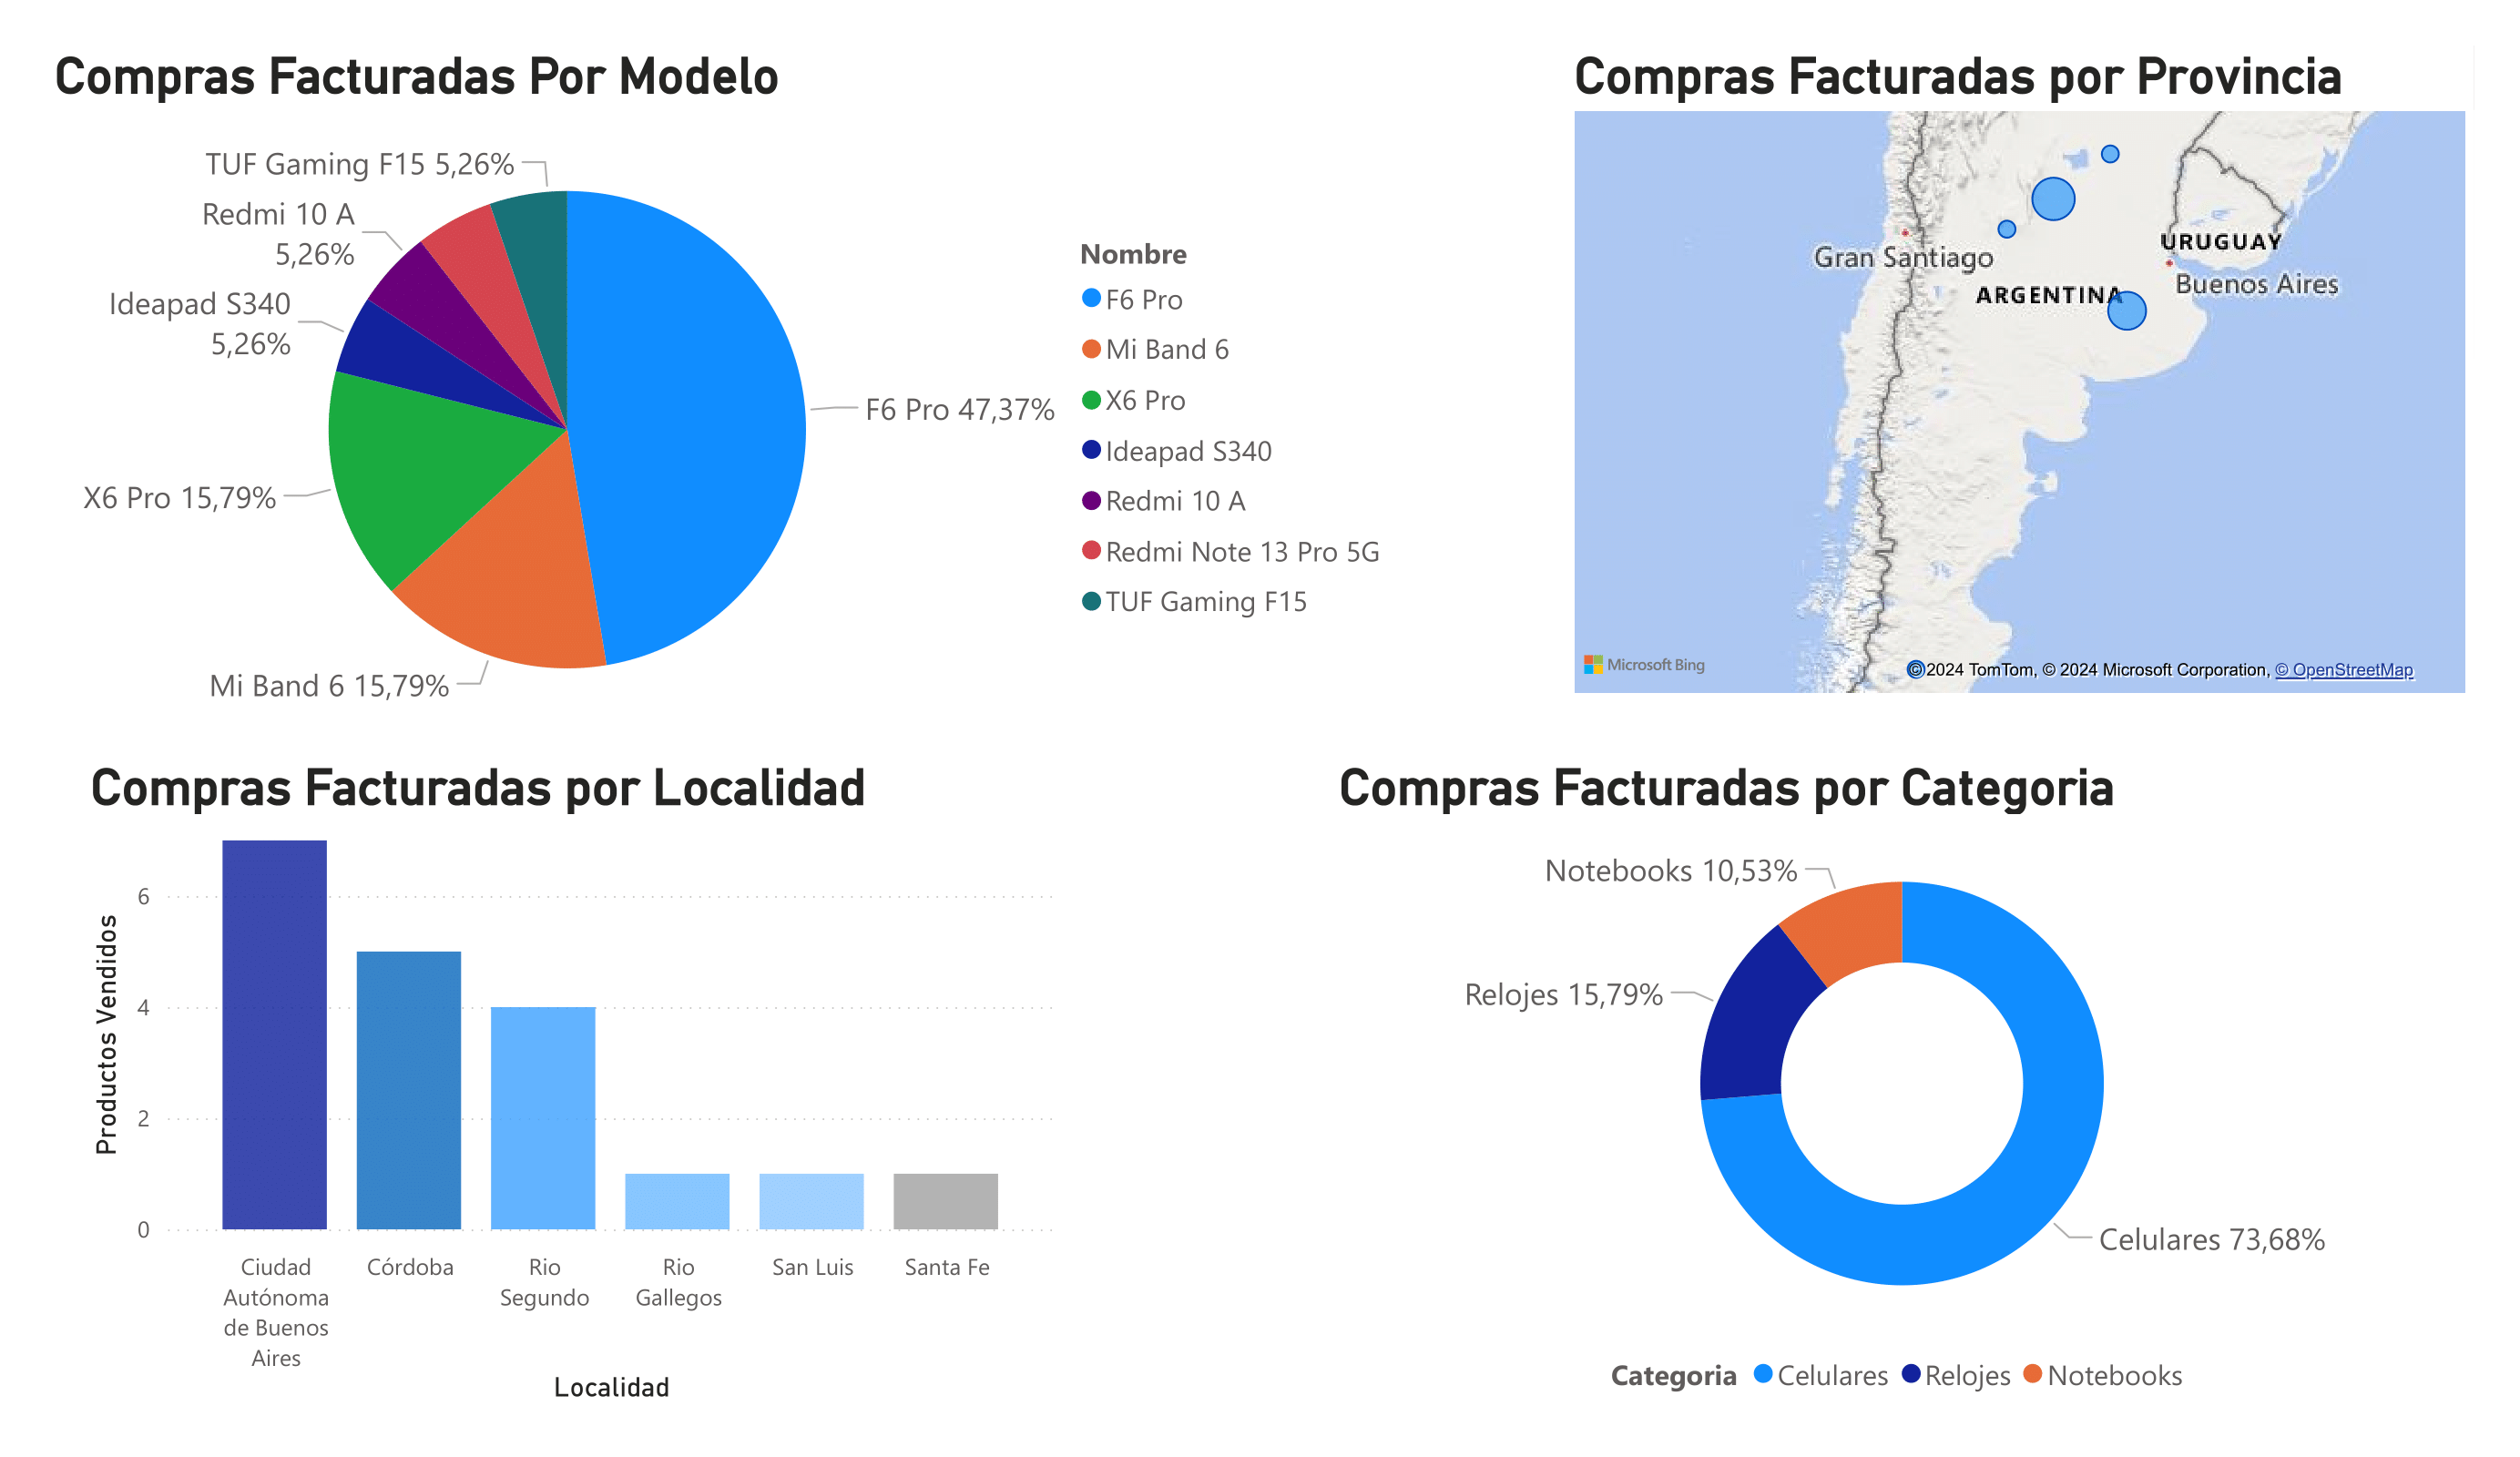 Compras Facturadas Por Modelo
TUF Gaming F15 5,26%
Redmi 10 A
5,26%
Ideapad S340
5,26%
X6 Pro 15,79%
Mi Band 6 15,79%
F6 Pro 47,37%
Nombre
F6 Pro
Mi Band 6
X6 Pro
Ideapad S340
Redmi 10 A
Redmi Note 13 Pro 5G
TUF Gaming F15
Compras Facturadas por Provincia
URUGUAY
Gran Santiago
Buenos Aires
ARGENTINA
Microsoft Bing
©2024 TomTom, © 2024 Microsoft Corporation, © OpenStreetMap
Compras Facturadas por Localidad
Productos Vendidos
6
4
2
0
Ciudad
Autónoma
de Buenos
Aires
Córdoba
Rio
Segundo
Rio
Gallegos
San Luis
Santa Fe
Localidad
Compras Facturadas por Categoria
Notebooks 10,53%
Relojes 15,79%
Celulares 73,68%
Categoria Celulares Relojes Notebooks